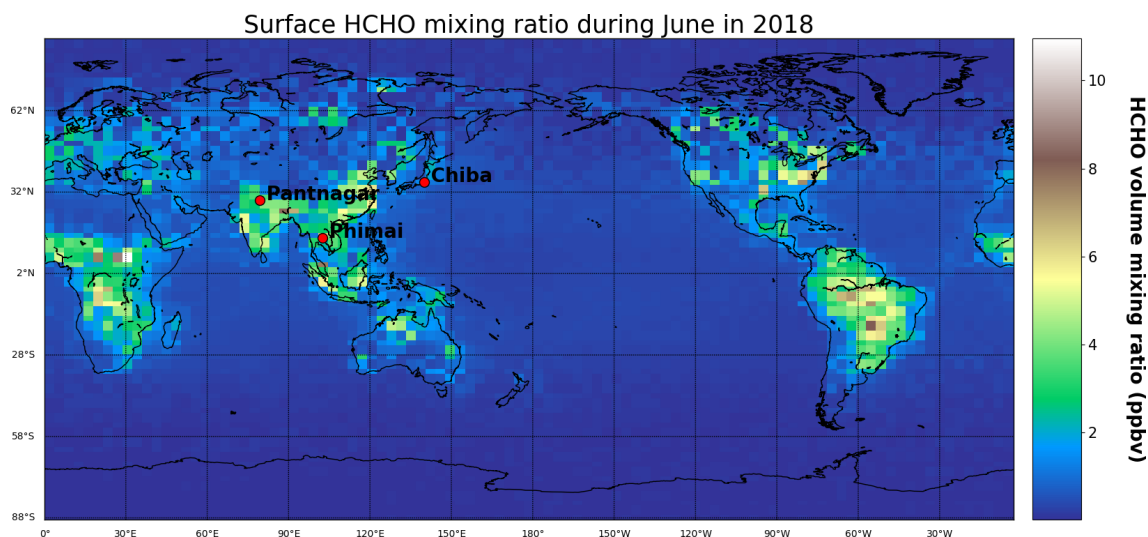 Surface HCHO mixing ratio during June in 2018
62°N
32°N
2°N
28°S
58°S
88°S
0°
30°E
60°E
90°E
120°E
150°E
180°
150°W
120°W
90°W
60°W
30°W
Chiba
Pantnagar
Phimai
10
8
6
4
2
HCHO volume mixing ratio (ppbv)